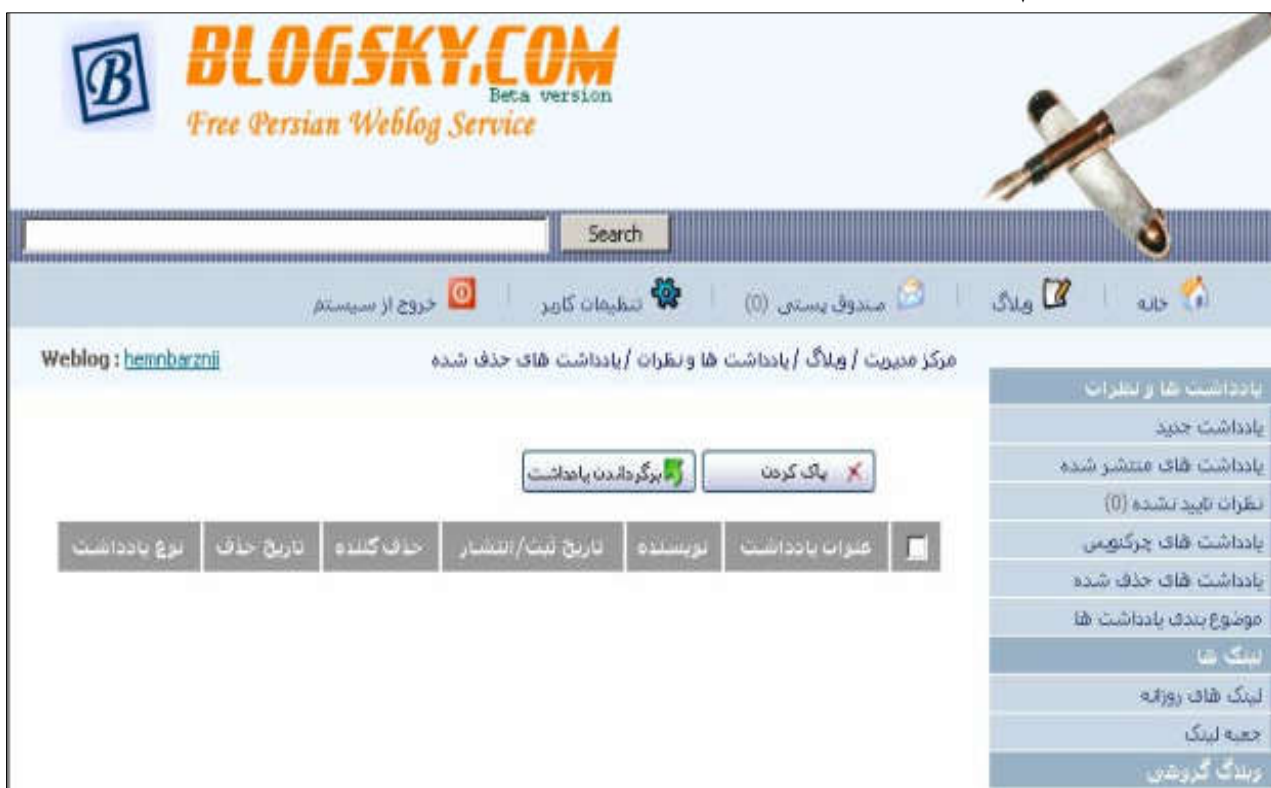 B
BLOGSKY.COM
Beta version
Free Persian Weblog Service
Search
خانه | وبلاگ | صندوق پستی (0) | تنظیمات کاربر | خروج از سیستم
مرکز مدیریت / وبلاگ / یادداشت ها و نظرات / یادداشت های حذف شده
Weblog : hemnbarznji
یادداشت ها و نظرات
یادداشت جدید
یادداشت های منتشر شده
نظرات تایید نشده (0)
یادداشت های چرکنویس
یادداشت های حذف شده
موضوع بندی یادداشت ها
لینک ها
لینک های روزانه
جعبه لینک
وبلاگ گروهی
پاک کردن
برگرداندن یادداشت
عنوان یادداشت نویسنده تاریخ ثبت/انتشار حذف کننده تاریخ حذف نوع یادداشت